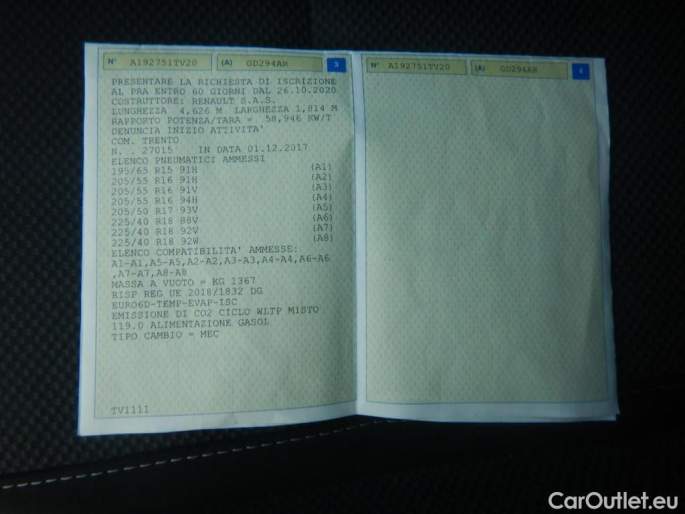 N° A192751TV20 (A) GD294AM 3
PRESENTARE LA RICHIESTA DI ISCRIZIONE
AL PRA ENTRO 60 GIORNI DAL 26.10.2020
COSTRUTTORE: RENAULT S.A.S.
LUNGHEZZA 4,626 M LARGHEZZA 1,814 M
RAPPORTO POTENZA/TARA = 58,946 KW/T
DENUNCIA INIZIO ATTIVITA'
COM. TRENTO
N. . 27015 IN DATA 01.12.2017
ELENCO PNEUMATICI AMMESSI
195/65 R15 91H (A1)
205/55 R16 91H (A2)
205/55 R16 91V (A3)
205/55 R16 94H (A4)
205/50 R17 93V (A5)
225/40 R18 88V (A6)
225/40 R18 92V (A7)
225/40 R18 92W (A8)
ELENCO COMPATIBILITA' AMMESSE:
A1-A1,A5-A5,A2-A2,A3-A3,A4-A4,A6-A6
,A7-A7,A8-A8
MASSA A VUOTO = KG 1367
RISP REG UE 2018/1832 DG
EURO6D-TEMP-EVAP-ISC
EMISSIONE DI CO2 CICLO WLTP MISTO
119.0 ALIMENTAZIONE GASOL
TIPO CAMBIO = MEC
TV1111
N° A192751TV20 (A) GD294AM
CarOutlet.eu